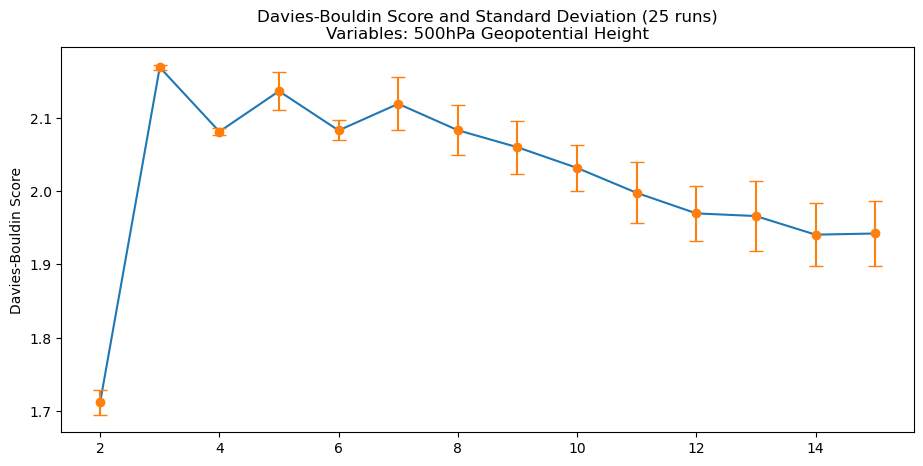 Davies-Bouldin Score and Standard Deviation (25 runs)
Variables: 500hPa Geopotential Height
Davies-Bouldin Score
2.1
2.0
1.9
1.8
1.7
2 4 6 8 10 12 14